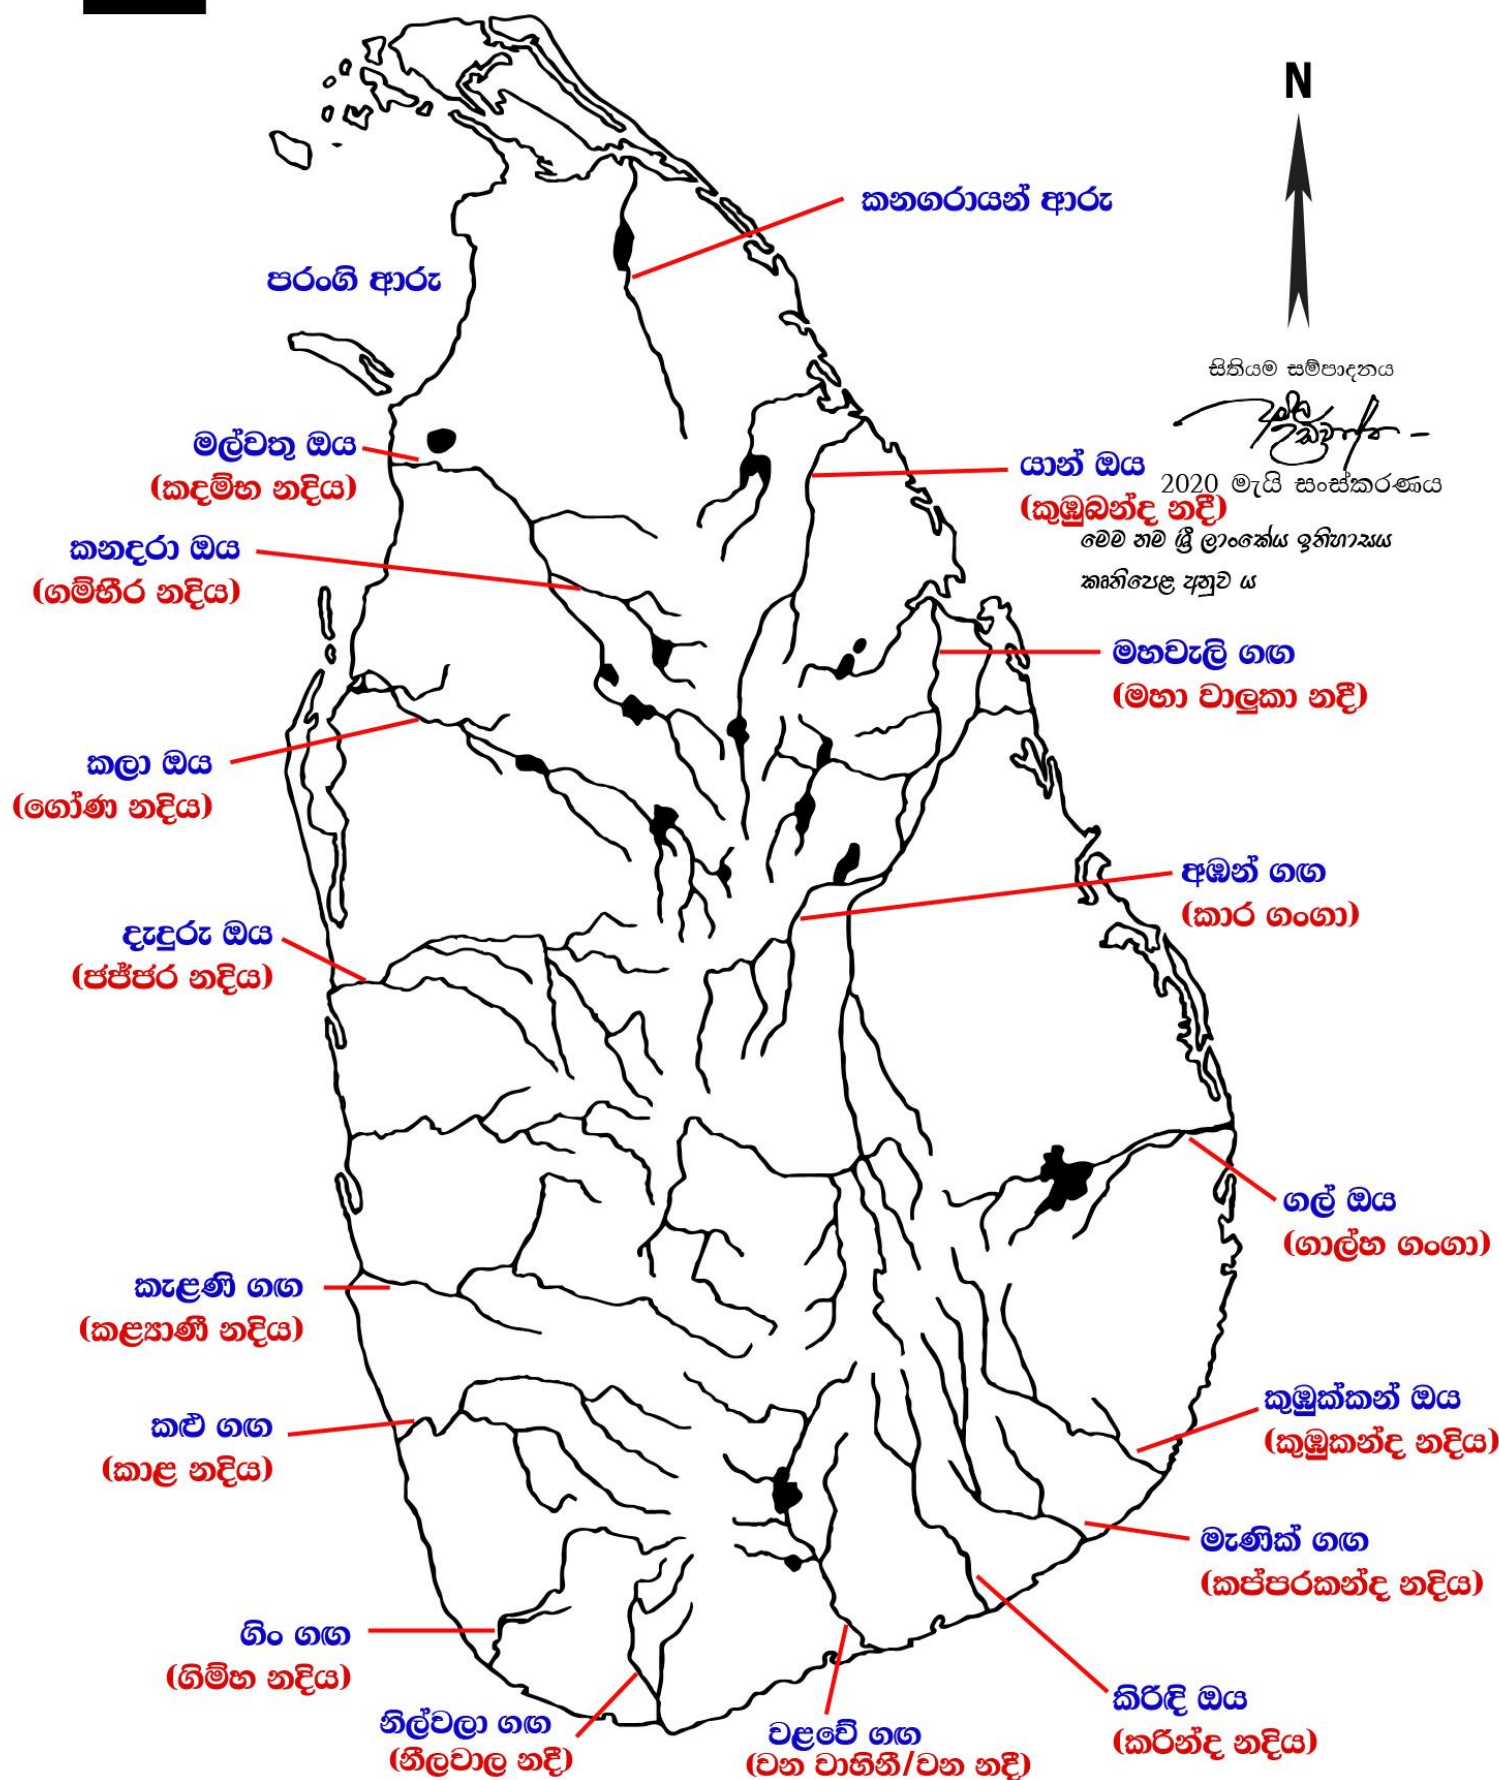 N
කනගරායන් ආරු
පරංගි ආරු
සිතියම සම්පාදනය
2020 මැයි සංස්කරණය
මෙම නම ශ්‍රී ලාංකේය ඉතිහාසය
කෘතිපෙළ අනුව ය
මල්වතු ඔය
(කදම්භ නදිය)
යාන් ඔය
(කුඹුබන්ද නදී)
කනදරා ඔය
(ගම්භීර නදිය)
මහවැලි ගඟ
(මහා වාලුකා නදී)
කලා ඔය
(ගෝණ නදිය)
අඹන් ගඟ
(කාර ගංගා)
දැදුරු ඔය
(ජජ්ජර නදිය)
ගල් ඔය
(ගාල්හ ගංගා)
කැළණි ගඟ
(කළ්‍යාණී නදිය)
කුඹුක්කන් ඔය
(කුඹුකන්ද නදිය)
කළු ගඟ
(කාළ නදිය)
මැණික් ගඟ
(කප්පරකන්ද නදිය)
ගිං ගඟ
(ගිම්හ නදිය)
කිරිඳි ඔය
(කරින්ද නදිය)
නිල්වලා ගඟ
(නීලවාල නදී)
වළවේ ගඟ
(වන වාහිනී/වන නදී)